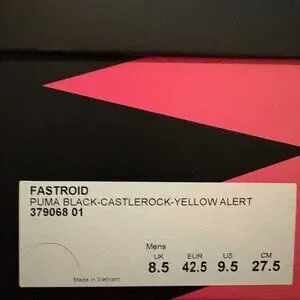 FASTROID
PUMA BLACK-CASTLEROCK-YELLOW ALERT
379068 01
Mens
UK EUR US CM
8.5 42.5 9.5 27.5
Made in Vietnam